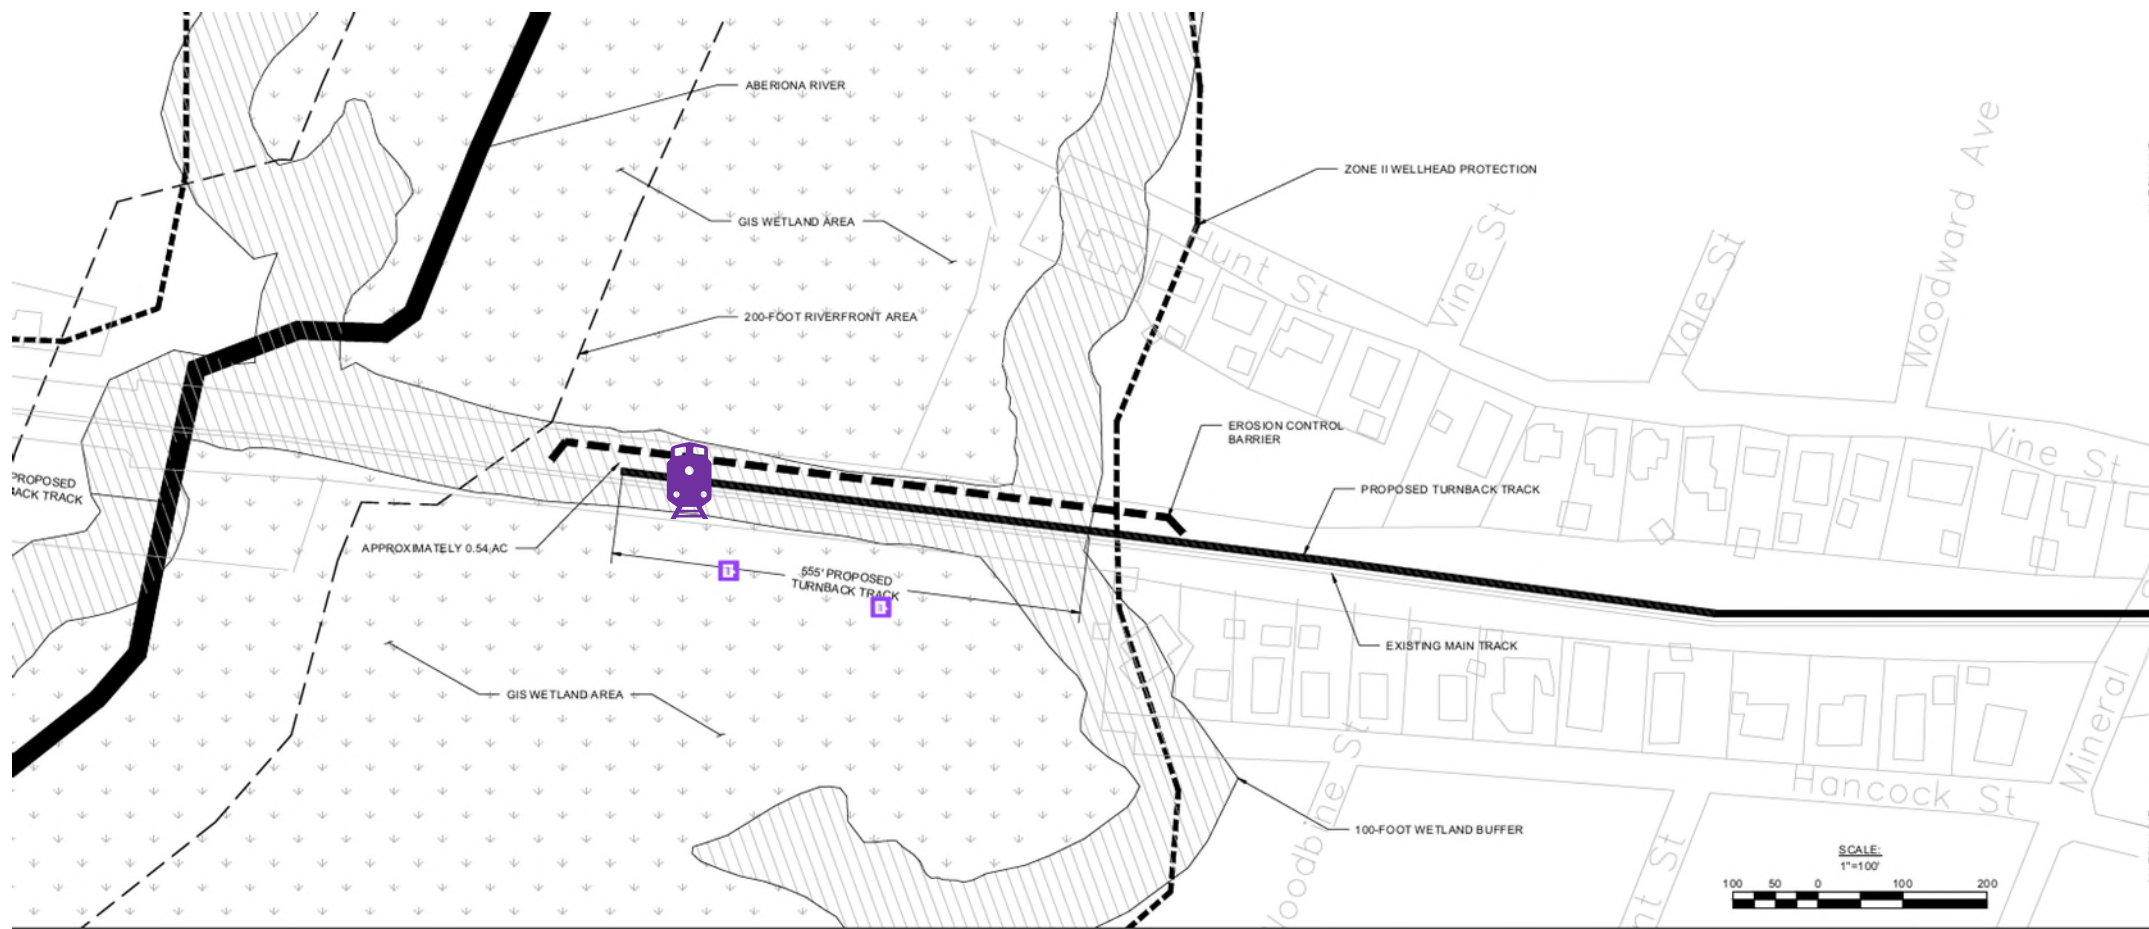 ABERIONA RIVER
ZONE II WELLHEAD PROTECTION
Woodward Ave
GIS WETLAND AREA
Hunt St
Vine St
Vale St
200-FOOT RIVERFRONT AREA
EROSION CONTROL
BARRIER
Vine St
PROPOSED
TRACK
PROPOSED TURNBACK TRACK
APPROXIMATELY 0.54 AC
555' PROPOSED
TURNBACK TRACK
EXISTING MAIN TRACK
GIS WETLAND AREA
Mineral
Hancock St
Woodbine St
100-FOOT WETLAND BUFFER
nt St
SCALE:
1"=100'
100 50 0 100 200